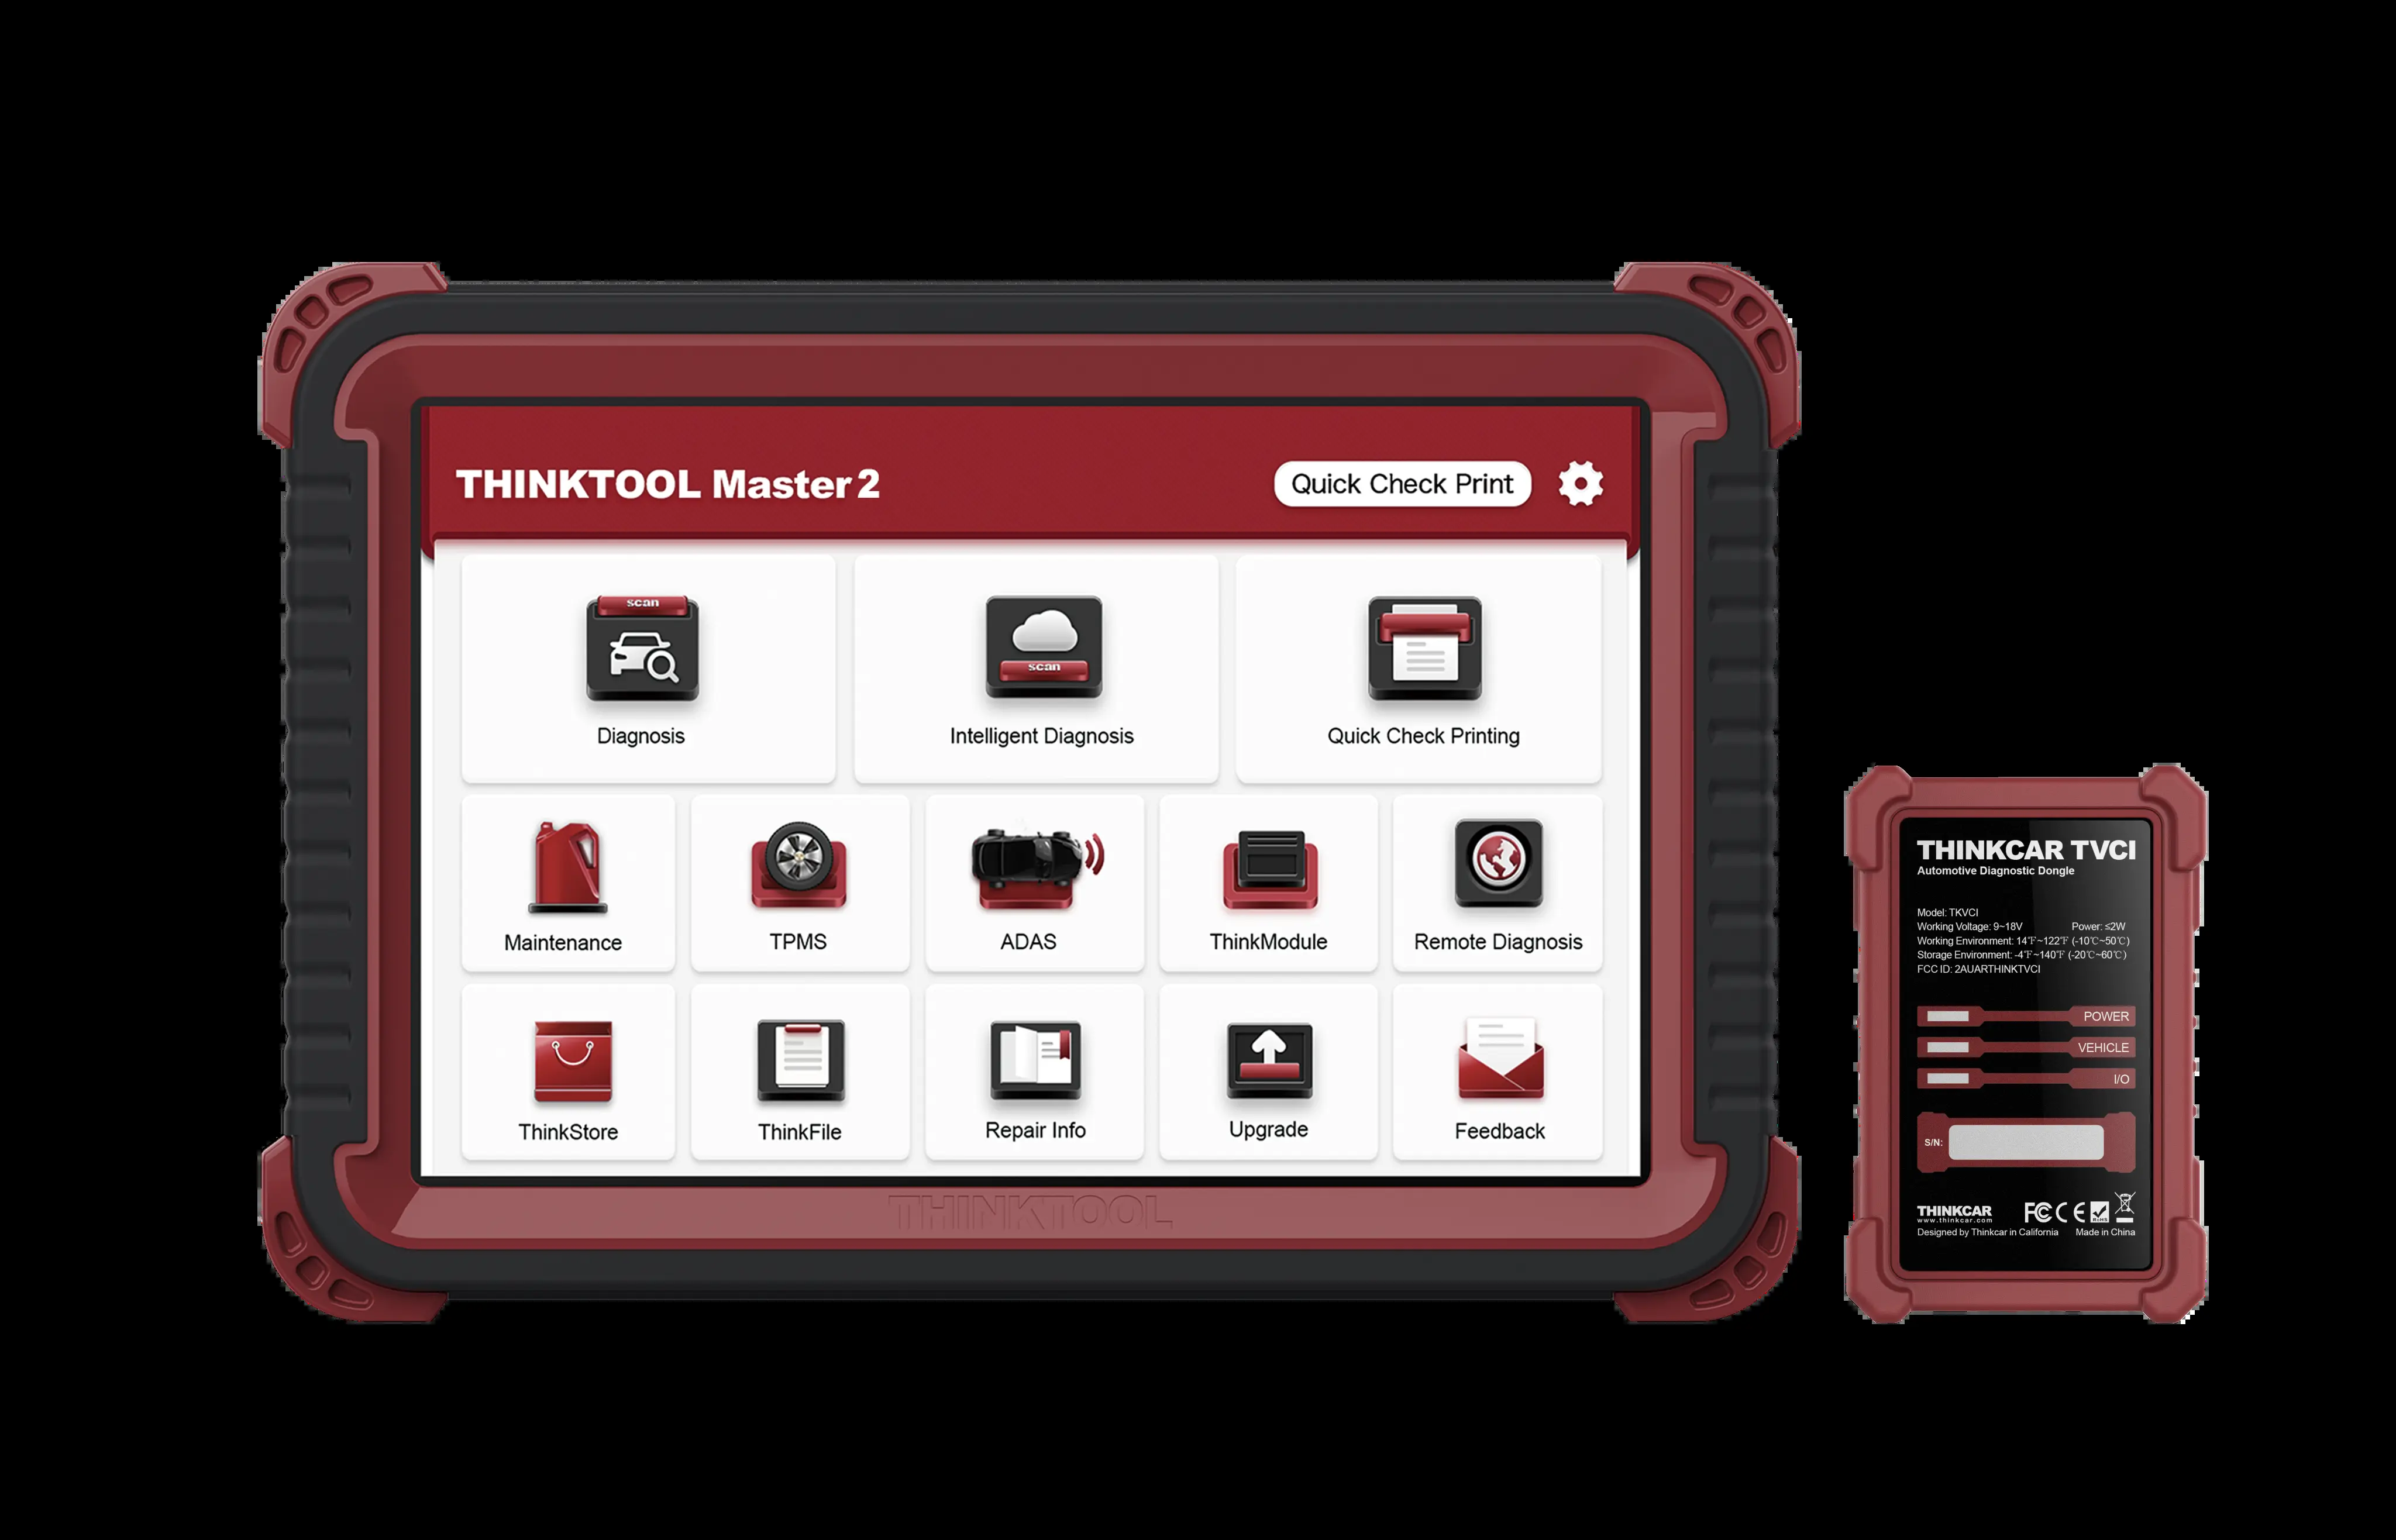 THINKTOOL Master 2
Quick Check Print
scan
scan
Diagnosis
Intelligent Diagnosis
Quick Check Printing
Maintenance
TPMS
ADAS
ThinkModule
Remote Diagnosis
ThinkStore
ThinkFile
Repair Info
Upgrade
Feedback
THINKTOOL
THINKCAR TVCI
Automotive Diagnostic Dongle
Model: TKVCI
Working Voltage: 9~18V Power: ≤2W
Working Environment: 14℉~122℉ (-10℃~50℃)
Storage Environment: -4℉~140℉ (-20℃~60℃)
FCC ID: 2AUARTHINKTVCI
POWER
VEHICLE
I/O
S/N:
THINKCAR
www.thinkcar.com
FC CE
Designed by Thinkcar in California Made in China